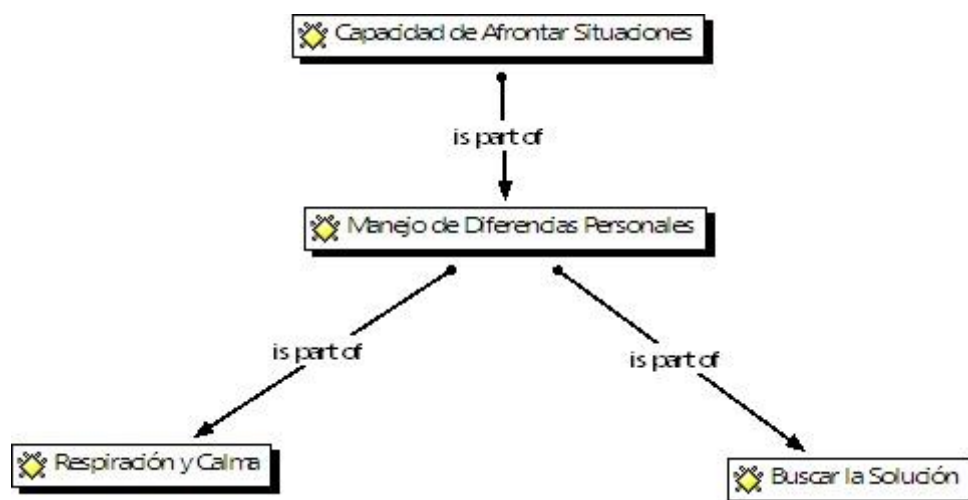 Capacidad de Afrontar Situaciones
is part of
Manejo de Diferencias Personales
is part of
is part of
Respiración y Calma
Buscar la Solución